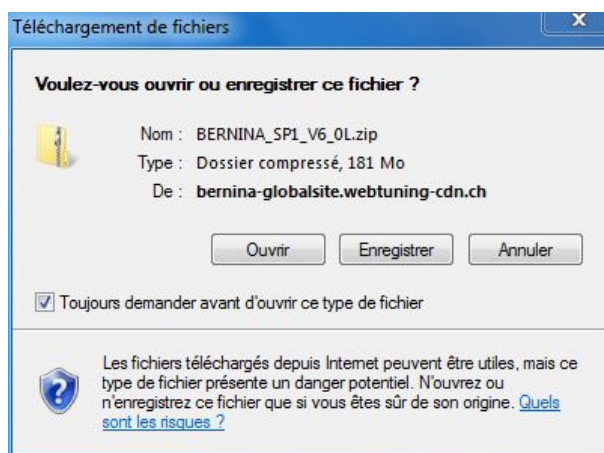 Téléchargement de fichiers
Voulez-vous ouvrir ou enregistrer ce fichier ?
Nom : BERNINA_SP1_V6_0L.zip
Type : Dossier compressé, 181 Mo
De : bernina-globalsite.webtuning-cdn.ch
Ouvrir Enregistrer Annuler
Toujours demander avant d'ouvrir ce type de fichier
Les fichiers téléchargés depuis Internet peuvent être utiles, mais ce
type de fichier présente un danger potentiel. N'ouvrez ou
n'enregistrez ce fichier que si vous êtes sûr de son origine. Quels
sont les risques ?